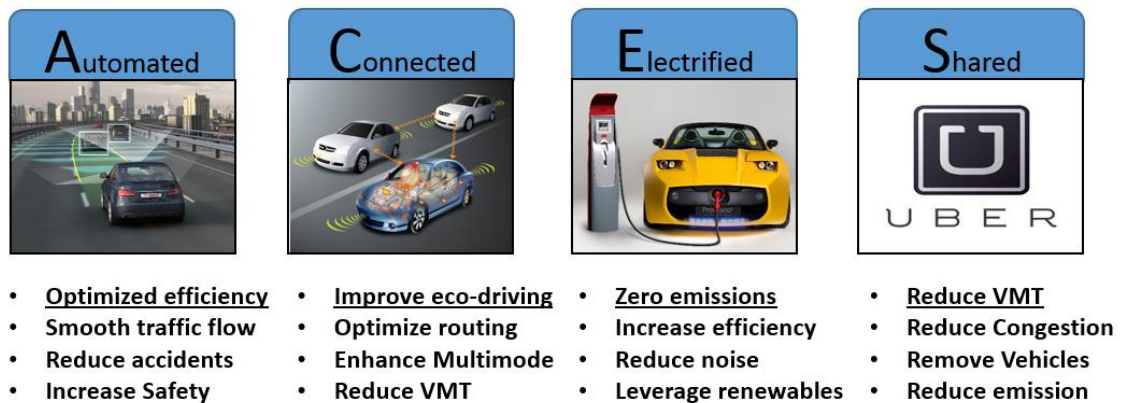 Automated
Connected
Electrified
Shared
UBER
• Optimized efficiency
• Smooth traffic flow
• Reduce accidents
• Increase Safety
• Improve eco-driving
• Optimize routing
• Enhance Multimode
• Reduce VMT
• Zero emissions
• Increase efficiency
• Reduce noise
• Leverage renewables
• Reduce VMT
• Reduce Congestion
• Remove Vehicles
• Reduce emission